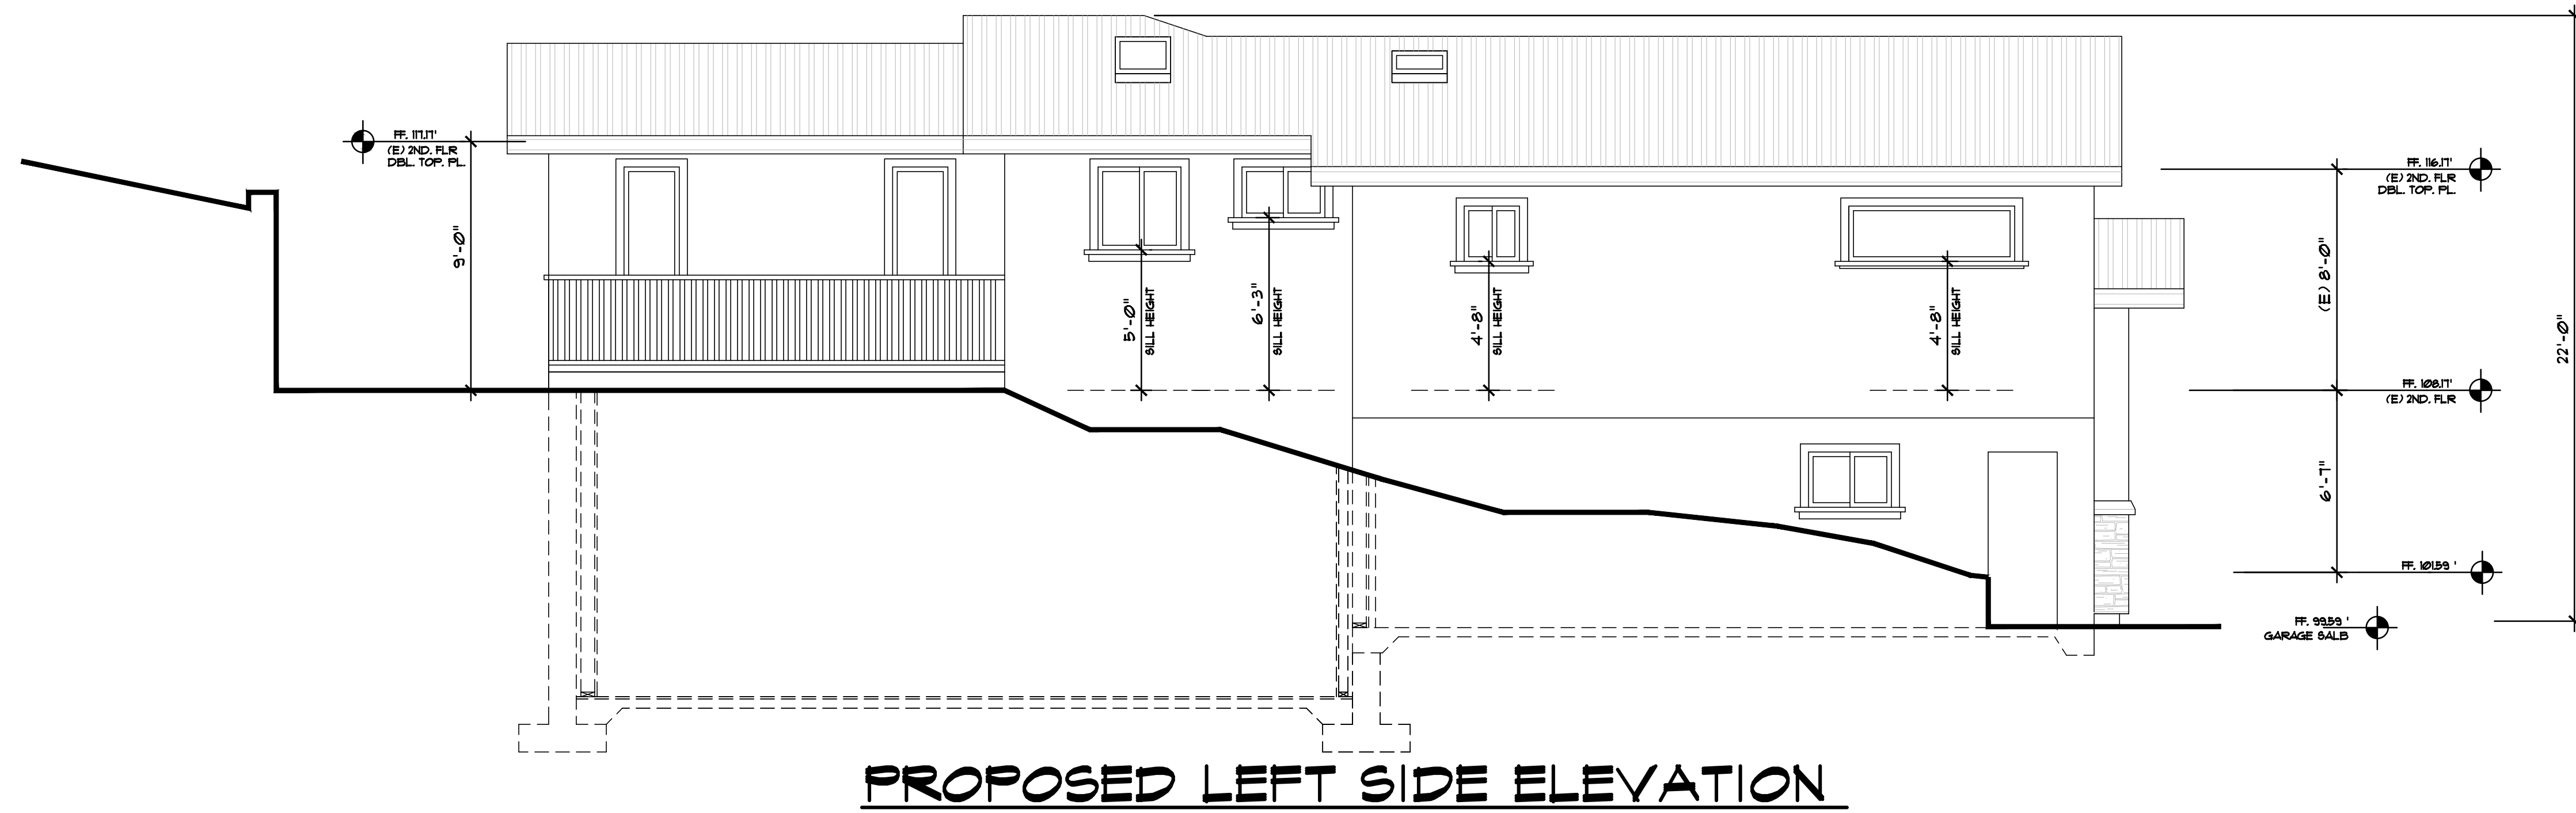 FF. 117.17'
(E) 2ND. FLR
DBL. TOP. PL.
9'-0"
5'-0"
SILL HEIGHT
6'-3"
SILL HEIGHT
4'-8"
SILL HEIGHT
4'-8"
SILL HEIGHT
FF. 116.17'
(E) 2ND. FLR
DBL. TOP. PL.
(E) 8'-0"
FF. 108.17'
(E) 2ND. FLR
6'-7"
FF. 101.59 '
FF. 99.59 '
GARAGE SALB
22'-0"
PROPOSED LEFT SIDE ELEVATION